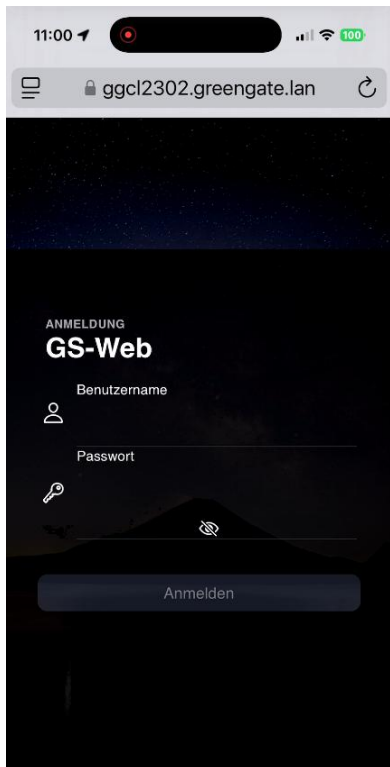 11:00
100
ggcl2302.greengate.lan
ANMELDUNG
GS-Web
Benutzername
Passwort
Anmelden